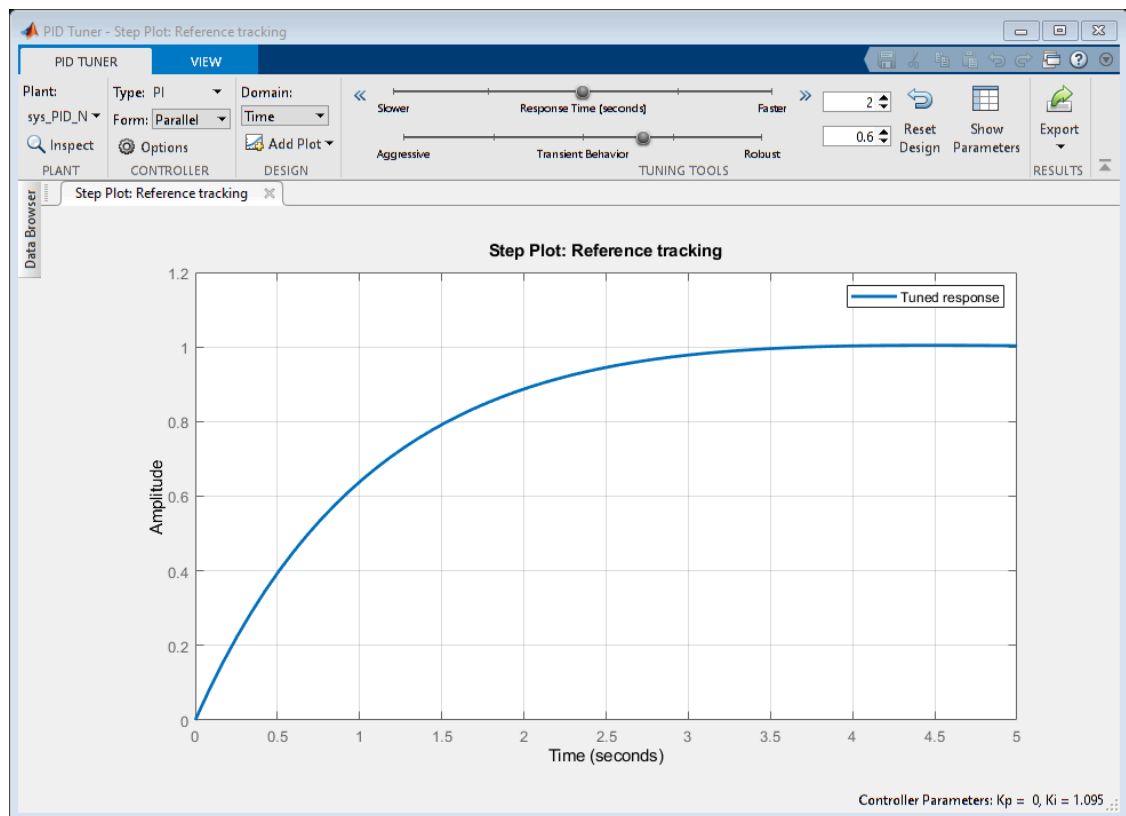 PID Tuner - Step Plot: Reference tracking
PID TUNER VIEW
Plant: Type: PI Domain:
sys_PID_N Form: Parallel Time
Inspect Options Add Plot
PLANT CONTROLLER DESIGN
Slower Response Time (seconds) Faster 2
Aggressive Transient Behavior Robust 0.6
Reset Design
Show Parameters
Export
TUNING TOOLS RESULTS
Data Browser
Step Plot: Reference tracking
Step Plot: Reference tracking
Tuned response
Amplitude
1.2
1
0.8
0.6
0.4
0.2
0
0 0.5 1 1.5 2 2.5 3 3.5 4 4.5 5
Time (seconds)
Controller Parameters: Kp = 0, Ki = 1.095